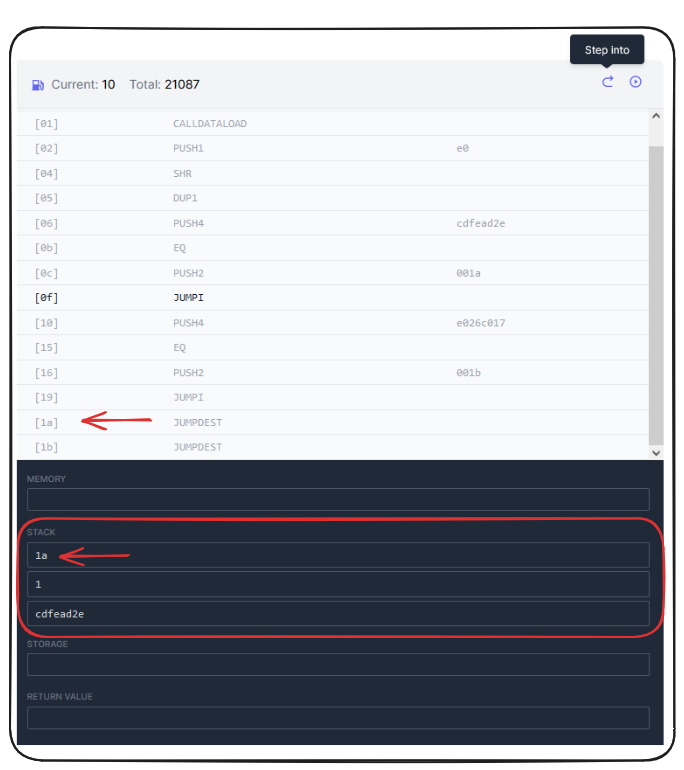 Step into
Current: 10 Total: 21087
[01] CALLDATALOAD
[02] PUSH1 e0
[04] SHR
[05] DUP1
[06] PUSH4 cdfead2e
[0b] EQ
[0c] PUSH2 001a
[0f] JUMPI
[10] PUSH4 e026c017
[15] EQ
[16] PUSH2 001b
[19] JUMPI
[1a] JUMPDEST
[1b] JUMPDEST
MEMORY
STACK
1a
1
cdfead2e
STORAGE
RETURN VALUE